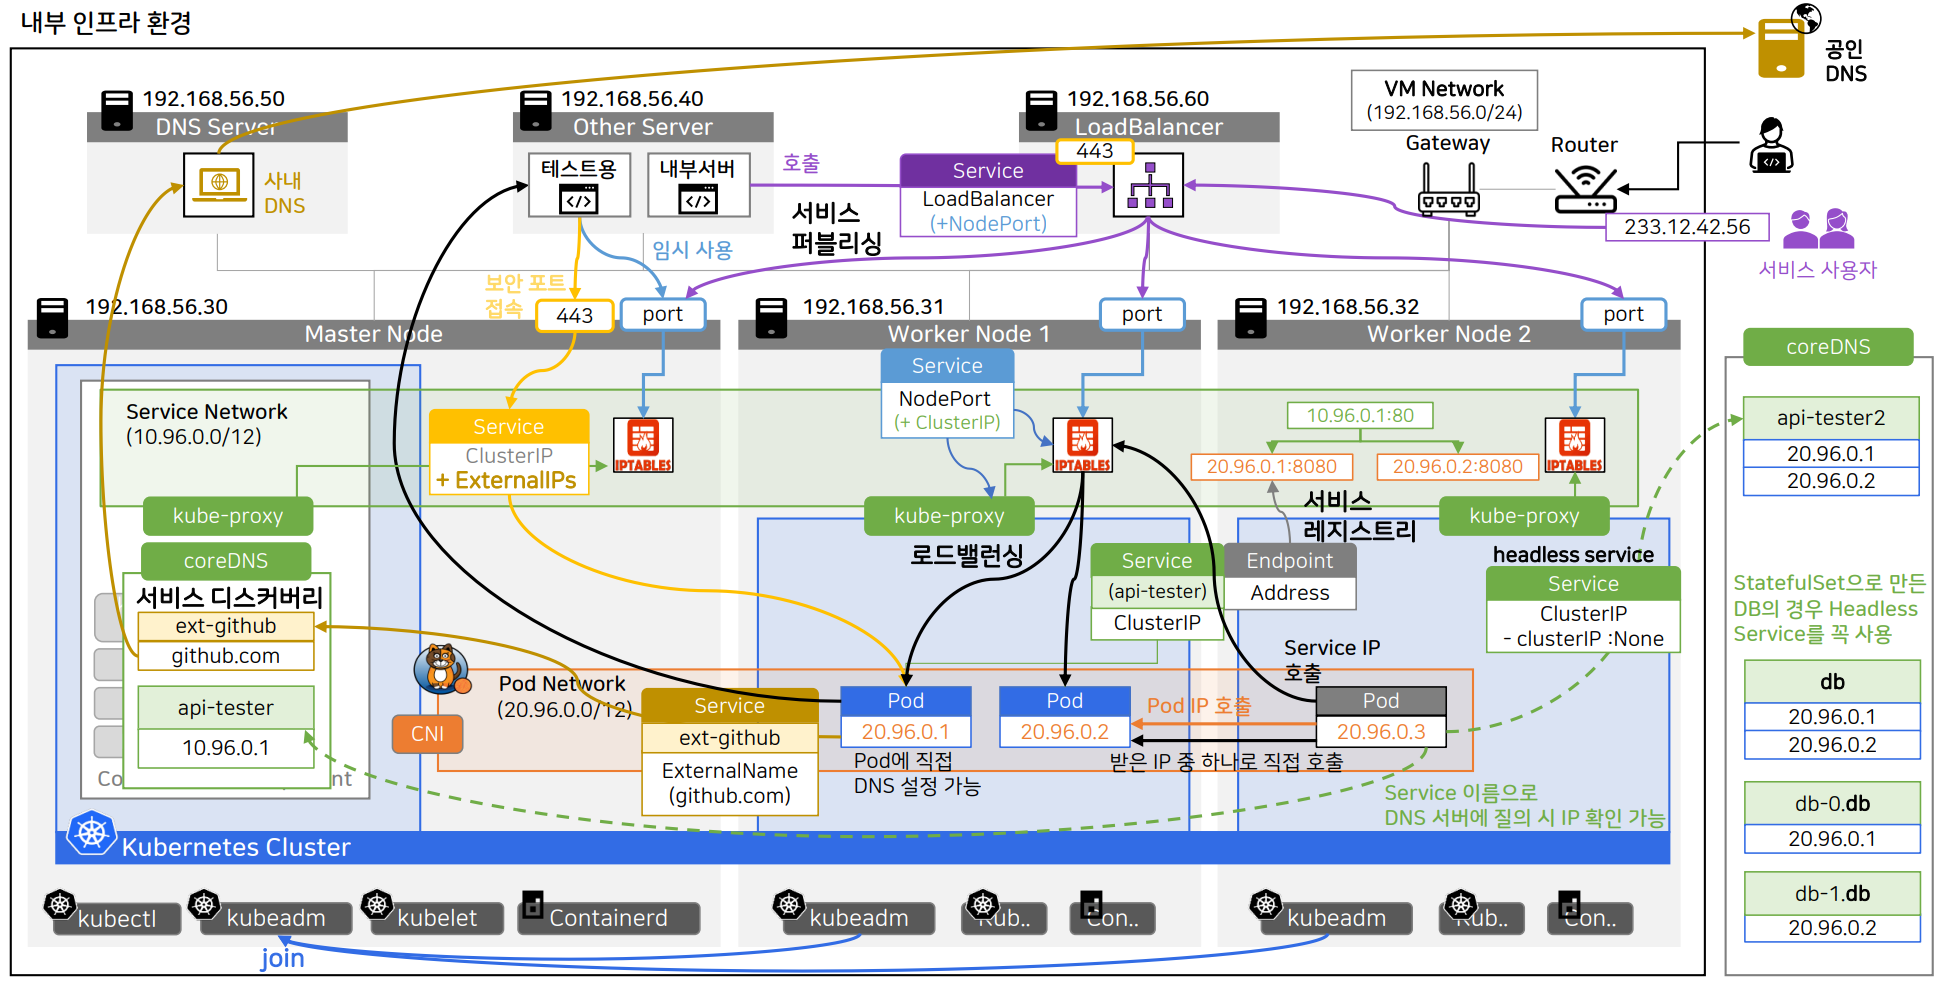 내부 인프라 환경
공인
DNS
192.168.56.50
DNS Server
사내
DNS
192.168.56.40
Other Server
테스트용
내부서버
호출
임시 사용
보안 포트
접속
192.168.56.60
LoadBalancer
443
Service
LoadBalancer
(+NodePort)
서비스
퍼블리싱
VM Network
(192.168.56.0/24)
Gateway
Router
233.12.42.56
서비스 사용자
192.168.56.30
Master Node
443
port
192.168.56.31
Worker Node 1
port
192.168.56.32
Worker Node 2
port
Service Network
(10.96.0.0/12)
Service
ClusterIP
+ ExternalIPs
IPTABLES
Service
NodePort
(+ ClusterIP)
IPTABLES
10.96.0.1:80
20.96.0.1:8080
20.96.0.2:8080
IPTABLES
kube-proxy
kube-proxy
kube-proxy
로드밸런싱
서비스
레지스트리
coreDNS
서비스 디스커버리
ext-github
github.com
api-tester
10.96.0.1
Co
nt
Service
(api-tester)
ClusterIP
Endpoint
Address
headless service
Service
ClusterIP
- clusterIP :None
Service IP
호출
CNI
Pod Network
(20.96.0.0/12)
Service
ext-github
ExternalName
(github.com)
Pod
20.96.0.1
Pod에 직접
DNS 설정 가능
Pod
20.96.0.2
Pod IP 호출
받은 IP 중 하나로 직접 호출
Pod
20.96.0.3
Service 이름으로
DNS 서버에 질의 시 IP 확인 가능
Kubernetes Cluster
kubectl
kubeadm
kubelet
Containerd
kubeadm
Kub..
Con..
kubeadm
Kub..
Con..
join
coreDNS
api-tester2
20.96.0.1
20.96.0.2
StatefulSet으로 만든
DB의 경우 Headless
Service를 꼭 사용
db
20.96.0.1
20.96.0.2
db-0.db
20.96.0.1
db-1.db
20.96.0.2